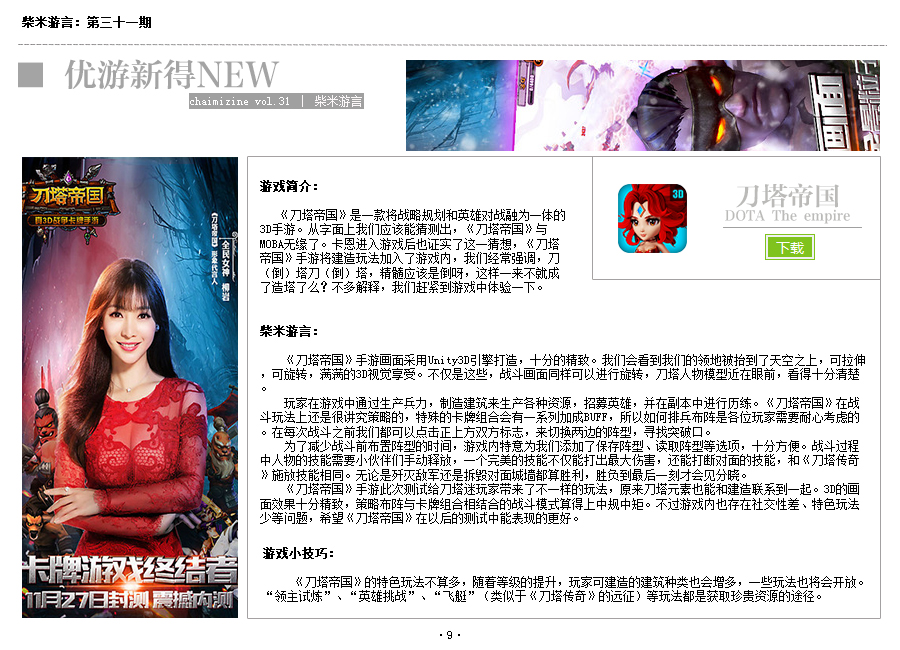 柴米游言：第三十一期
优游新得NEW
chaimizine vol.31 | 柴米游言
刀塔帝国
真3D战争卡牌手游
《刀塔帝国》形象代言人
全民女神 柳岩
卡牌游戏终结者
11月27日封测 震撼内测
游戏简介：
《刀塔帝国》是一款将战略规划和英雄对战融为一体的
3D手游。从字面上我们应该能猜测出，《刀塔帝国》与
MOBA无缘了。卡恩进入游戏后也证实了这一猜想，《刀塔
帝国》手游将建造玩法加入了游戏内，我们经常强调，刀
（倒）塔刀（倒）塔，精髓应该是倒呀，这样一来不就成
了造塔了么？不多解释，我们赶紧到游戏中体验一下。
3D
刀塔帝国
DOTA The empire
下载
柴米游言：
《刀塔帝国》手游画面采用Unity3D引擎打造，十分的精致。我们会看到我们的领地被抬到了天空之上，可拉伸
，可旋转，满满的3D视觉享受。不仅是这些，战斗画面同样可以进行旋转，刀塔人物模型近在眼前，看得十分清楚
。
玩家在游戏中通过生产兵力，制造建筑来生产各种资源，招募英雄，并在副本中进行历练。《刀塔帝国》在战
斗玩法上还是很讲究策略的，特殊的卡牌组合会有一系列加成BUFF，所以如何排兵布阵是各位玩家需要耐心考虑的
。在每次战斗之前我们都可以点击正上方双方标志，来切换两边的阵型，寻找突破口。
为了减少战斗前布置阵型的时间，游戏内特意为我们添加了保存阵型、读取阵型等选项，十分方便。战斗过程
中人物的技能需要小伙伴们手动释放，一个完美的技能不仅能打出最大伤害，还能打断对面的技能，和《刀塔传奇
》施放技能相同。无论是歼灭敌军还是拆毁对面城墙都算胜利，胜负到最后一刻才会见分晓。
《刀塔帝国》手游此次测试给刀塔迷玩家带来了不一样的玩法，原来刀塔元素也能和建造联系到一起。3D的画
面效果十分精致，策略布阵与卡牌组合相结合的战斗模式算得上中规中矩。不过游戏内也存在社交性差、特色玩法
少等问题，希望《刀塔帝国》在以后的测试中能表现的更好。
游戏小技巧：
《刀塔帝国》的特色玩法不算多，随着等级的提升，玩家可建造的建筑种类也会增多，一些玩法也将会开放。
“领主试炼”、“英雄挑战”、“飞艇”（类似于《刀塔传奇》的远征）等玩法都是获取珍贵资源的途径。
·9·